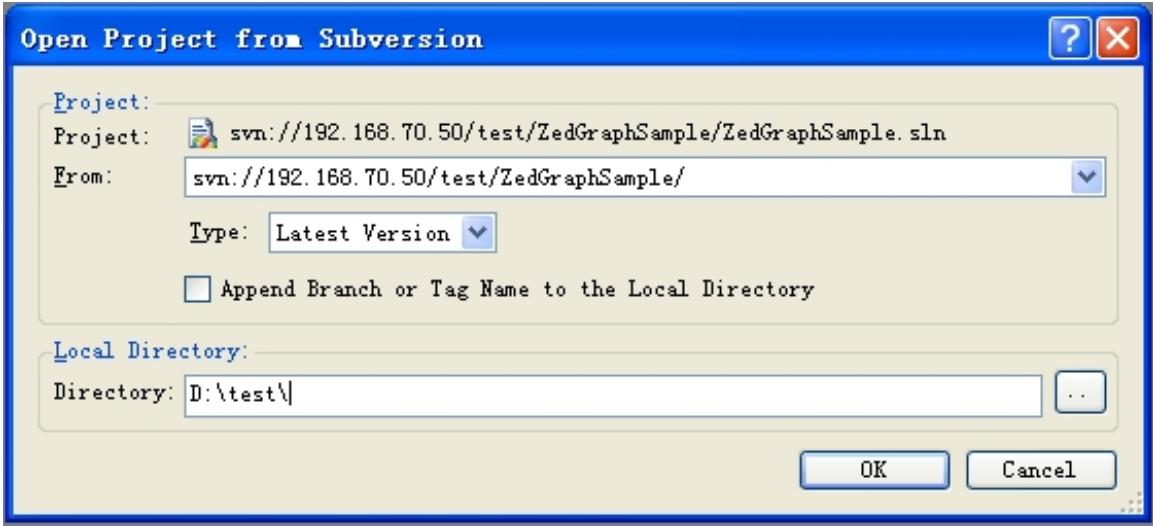 Open Project from Subversion
Project:
Project: svn://192.168.70.50/test/ZedGraphSample/ZedGraphSample.sln
From: svn://192.168.70.50/test/ZedGraphSample/
Type: Latest Version
Append Branch or Tag Name to the Local Directory
Local Directory:
Directory: D:\test\
..
OK Cancel